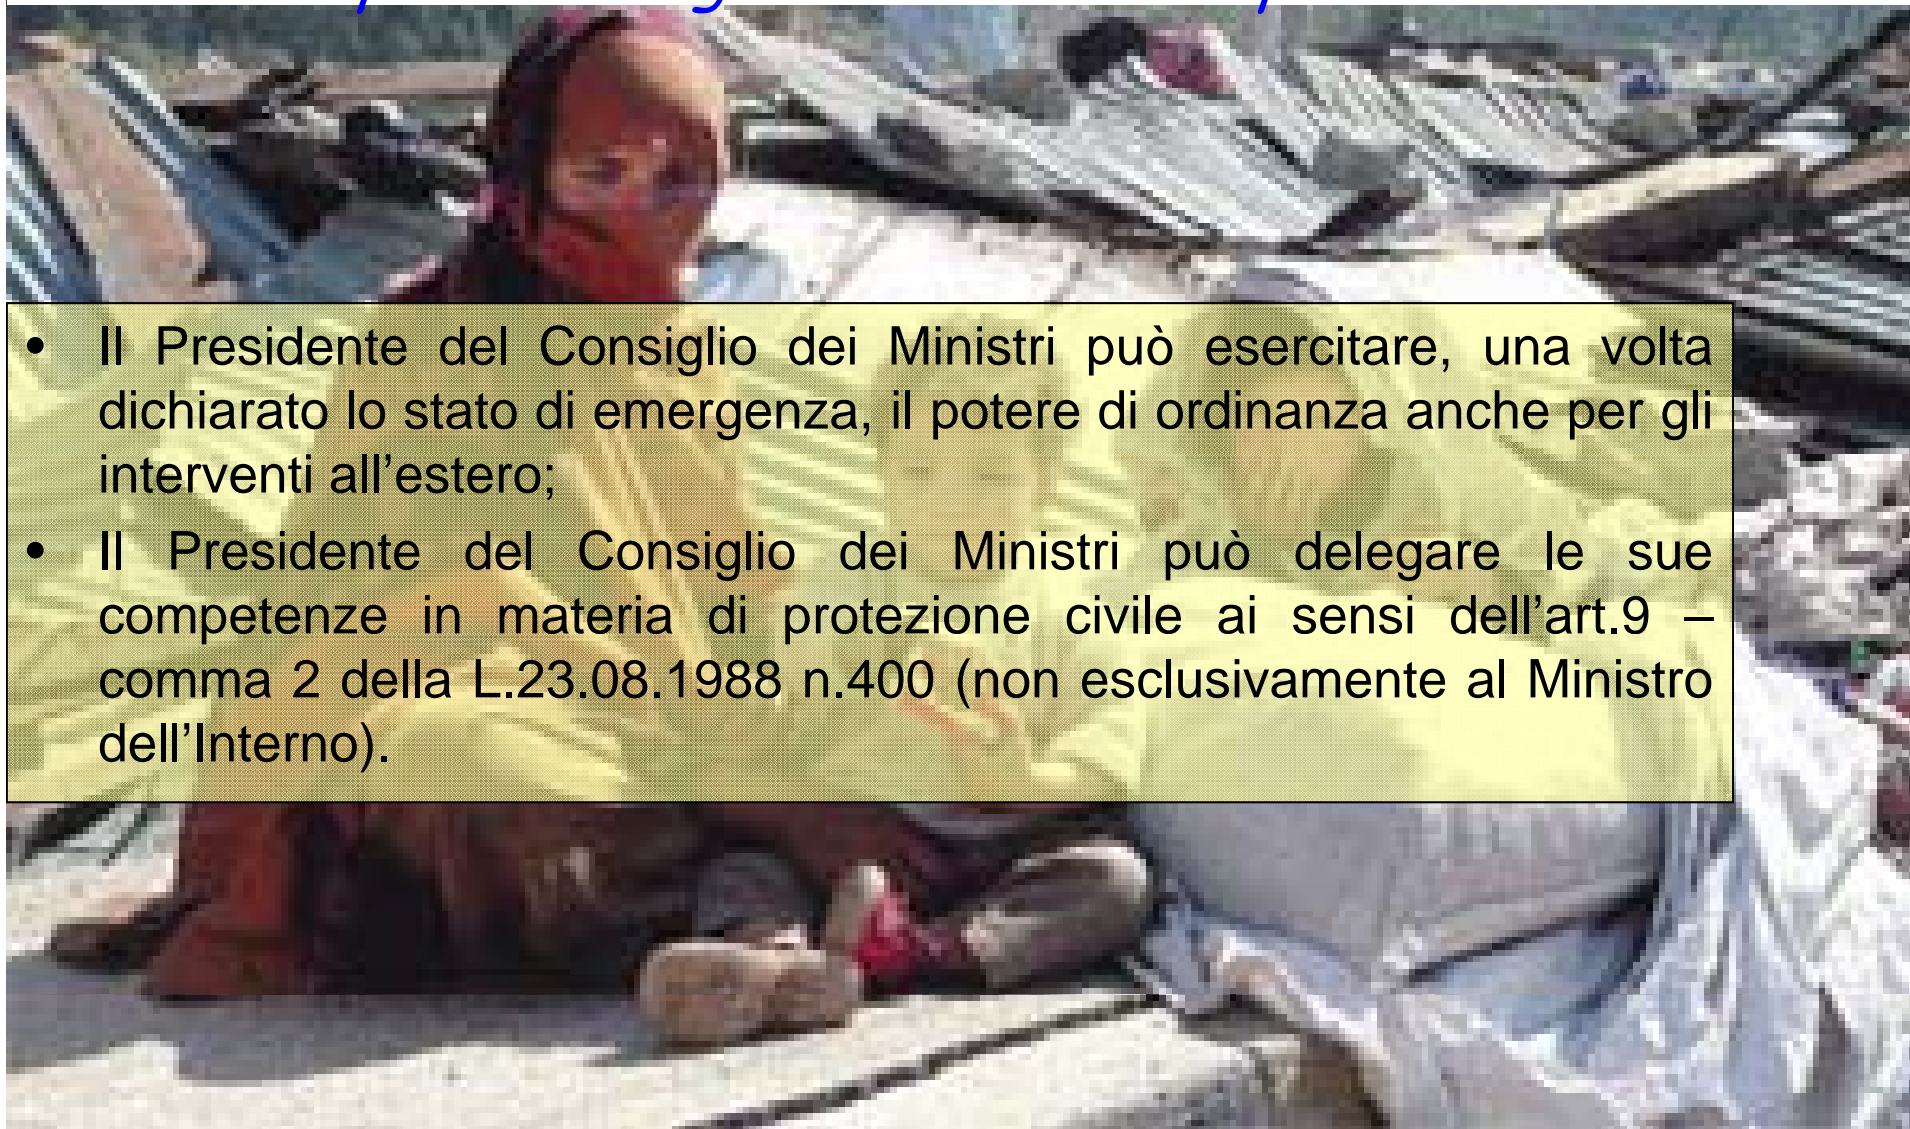 • Il Presidente del Consiglio dei Ministri può esercitare, una volta
dichiarato lo stato di emergenza, il potere di ordinanza anche per gli
interventi all’estero;
• Il Presidente del Consiglio dei Ministri può delegare le sue
competenze in materia di protezione civile ai sensi dell’art.9 –
comma 2 della L.23.08.1988 n.400 (non esclusivamente al Ministro
dell’Interno).